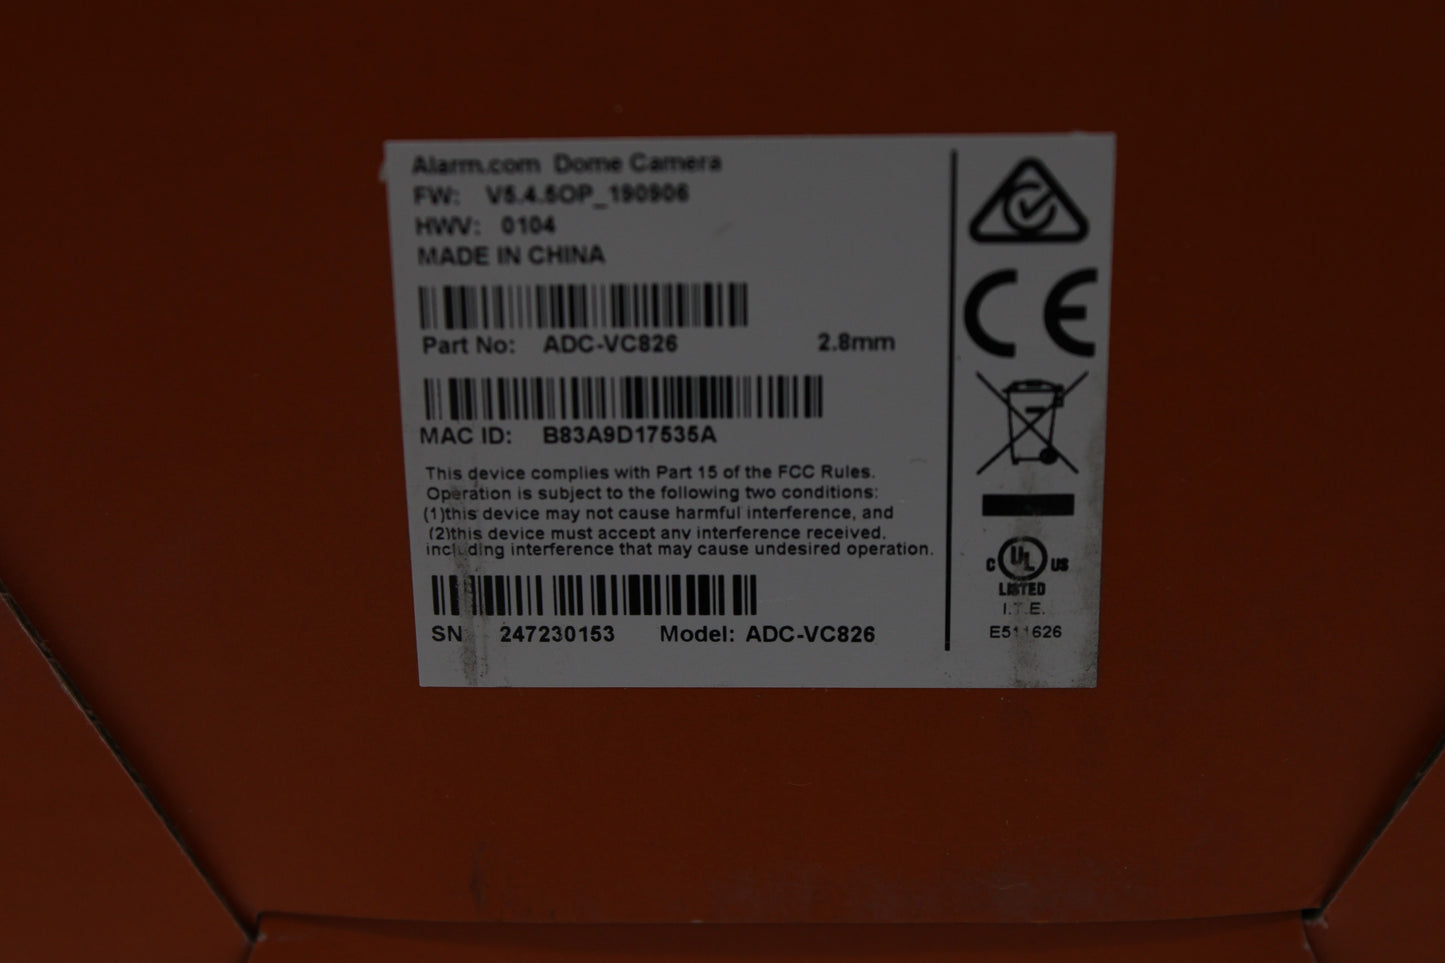 Alarm.com Dome Camera
FW: V5.4.5OP_190906
HWV: 0104
MADE IN CHINA
Part No: ADC-VC826 2.8mm
MAC ID: B83A9D17535A
This device complies with Part 15 of the FCC Rules.
Operation is subject to the following two conditions:
(1)this device may not cause harmful interference, and
(2)this device must accept any interference received,
including interference that may cause undesired operation.
SN 247230153 Model: ADC-VC826
CE
C UL US
LISTED
I.T.E.
E511626